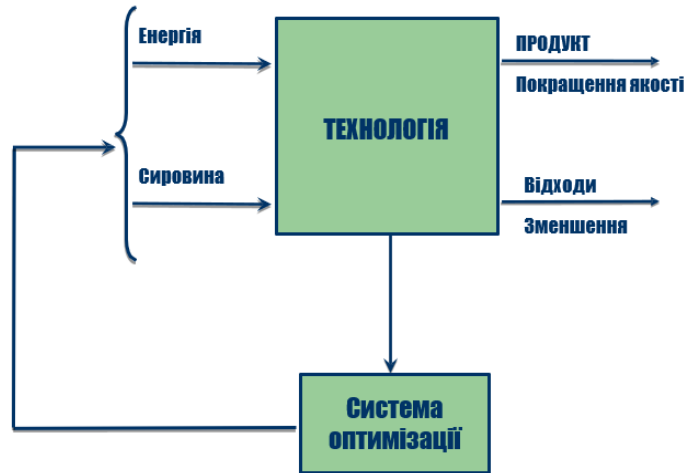 Енергія
Сировина
ТЕХНОЛОГІЯ
ПРОДУКТ
Покращення якості
Відходи
Зменшення
Система
оптимізації